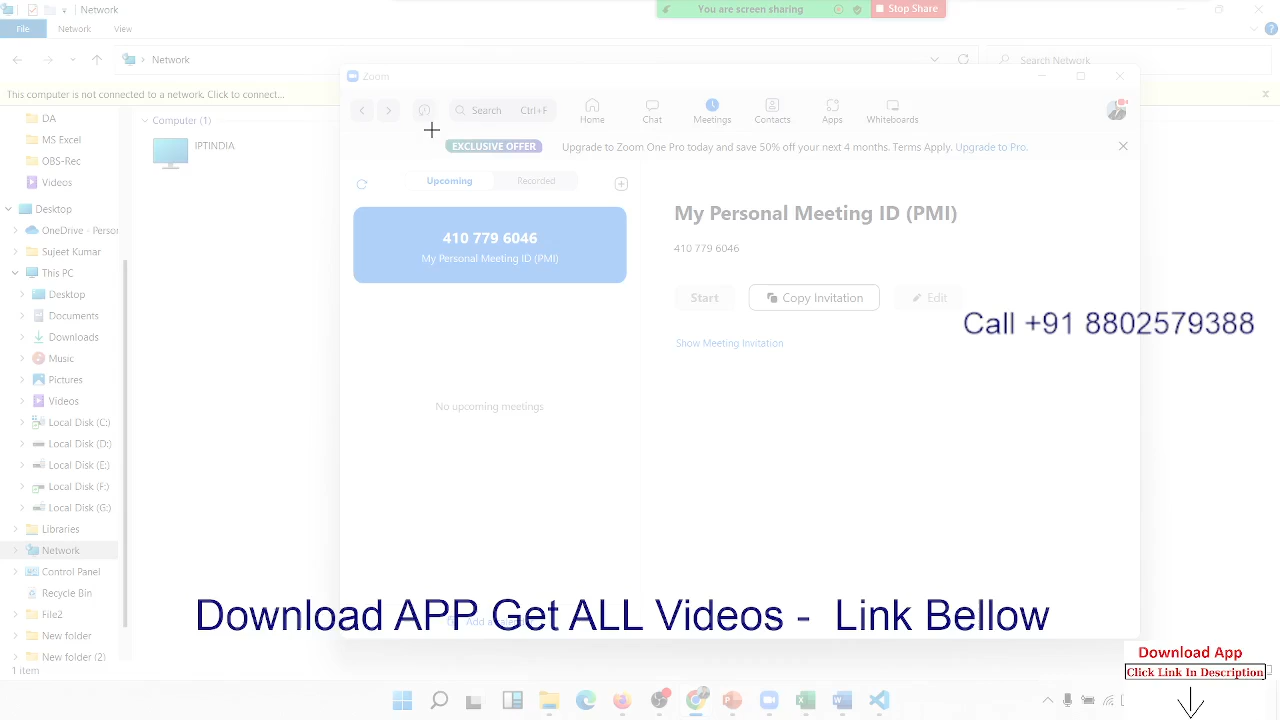 Network
You are screen sharing
Stop Share
File
Network
View
Network
Search Network
This computer is not connected to a network. Click to connect...
DA
MS Excel
OBS-Rec
Videos
Desktop
OneDrive - Person
Sujeet Kumar
This PC
Desktop
Documents
Downloads
Music
Pictures
Videos
Local Disk (C:)
Local Disk (D:)
Local Disk (E:)
Local Disk (F:)
Local Disk (G:)
Libraries
Network
Control Panel
Recycle Bin
File2
New folder
New folder (2)
1 item
Computer (1)
IPTINDIA
Zoom
Search Ctrl+F
Home
Chat
Meetings
Contacts
Apps
Whiteboards
EXCLUSIVE OFFER
Upgrade to Zoom One Pro today and save 50% off your next 4 months. Terms Apply. Upgrade to Pro.
Upcoming
Recorded
410 779 6046
My Personal Meeting ID (PMI)
No upcoming meetings
My Personal Meeting ID (PMI)
410 779 6046
Start
Copy Invitation
Edit
Show Meeting Invitation
Call +91 8802579388
Download APP Get ALL Videos - Link Bellow
Download App
Click Link In Description